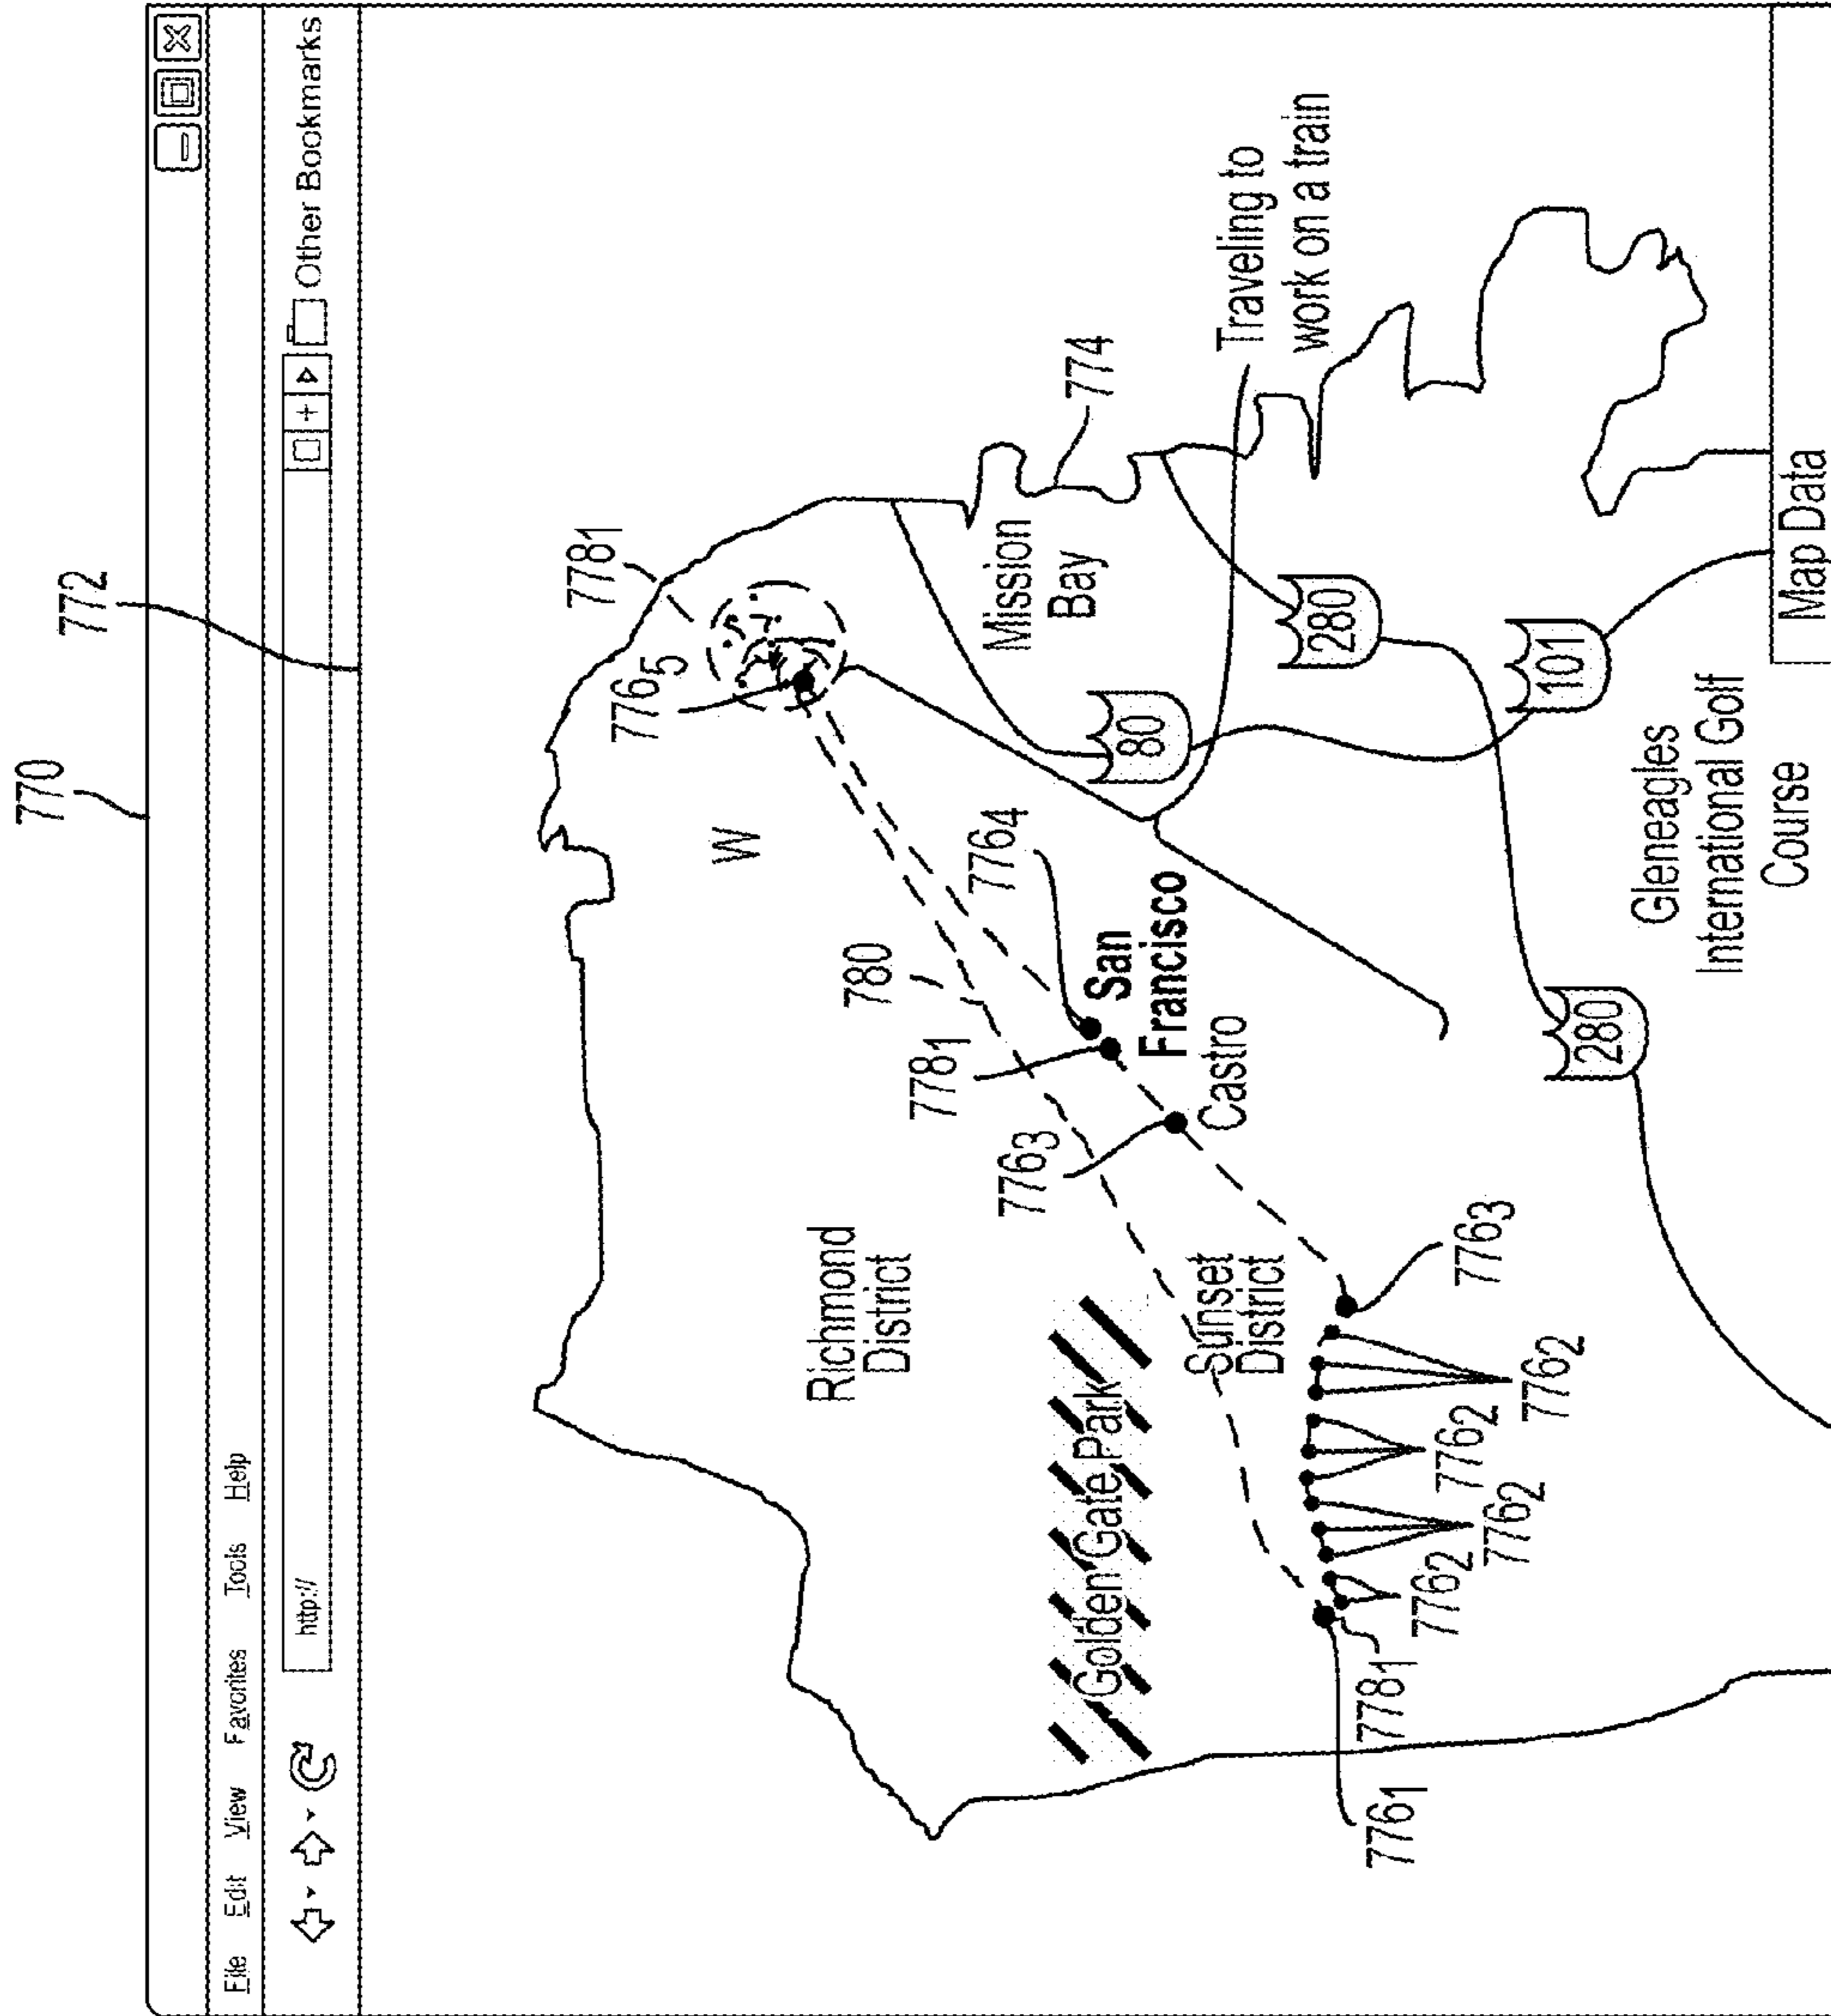 770
772
File Edit View Favorites Tools Help
http://
Other Bookmarks
778₁
776₅
W
Richmond
District
780
776₄
778₁
776₃
San
Francisco
Castro
Mission
Bay
774
Golden Gate Park
Sunset
District
80
Traveling to
work on a train
280
776₃
776₁
778₁
776₂
776₂
776₂
776₂
101
280
Gleneagles
International Golf
Course
Map Data